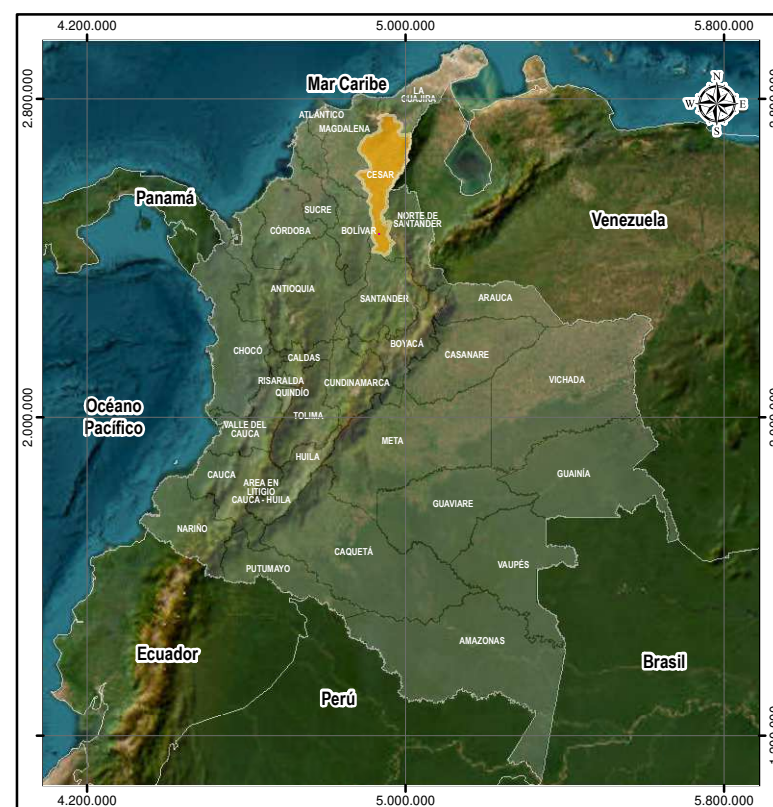 4.200.000
5.000.000
5.800.000
2.800.000
Mar Caribe
LA
GUAJIRA
N
W
E
S
ATLÁNTICO
MAGDALENA
CESAR
Panamá
SUCRE
NORTE DE
SANTANDER
Venezuela
CÓRDOBA
BOLÍVAR
ANTIOQUIA
SANTANDER
ARAUCA
CHOCÓ
BOYACÁ
CALDAS
CASANARE
RISARALDA
CUNDINAMARCA
VICHADA
QUINDÍO
Océano
Pacífico
TOLIMA
2.000.000
VALLE DEL
CAUCA
META
HUILA
CAUCA
AREA EN
LITIGIO
CAUCA - HUILA
GUAINÍA
GUAVIARE
NARIÑO
CAQUETÁ
VAUPÉS
PUTUMAYO
AMAZONAS
Ecuador
Brasil
Perú
4.200.000
5.000.000
5.800.000